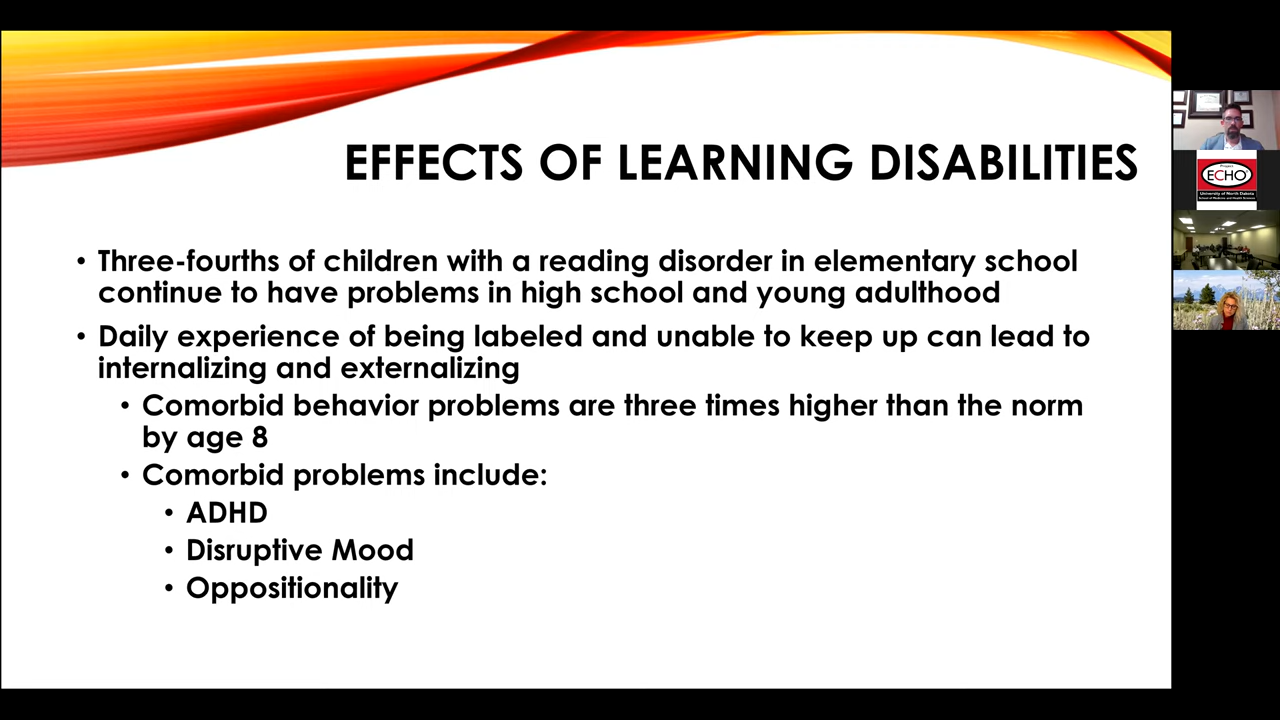 EFFECTS OF LEARNING DISABILITIES
• Three-fourths of children with a reading disorder in elementary school
continue to have problems in high school and young adulthood
• Daily experience of being labeled and unable to keep up can lead to
internalizing and externalizing
• Comorbid behavior problems are three times higher than the norm
by age 8
• Comorbid problems include:
• ADHD
• Disruptive Mood
• Oppositionality
Project
ECHO
University of North Dakota
School of Medicine and Health Sciences